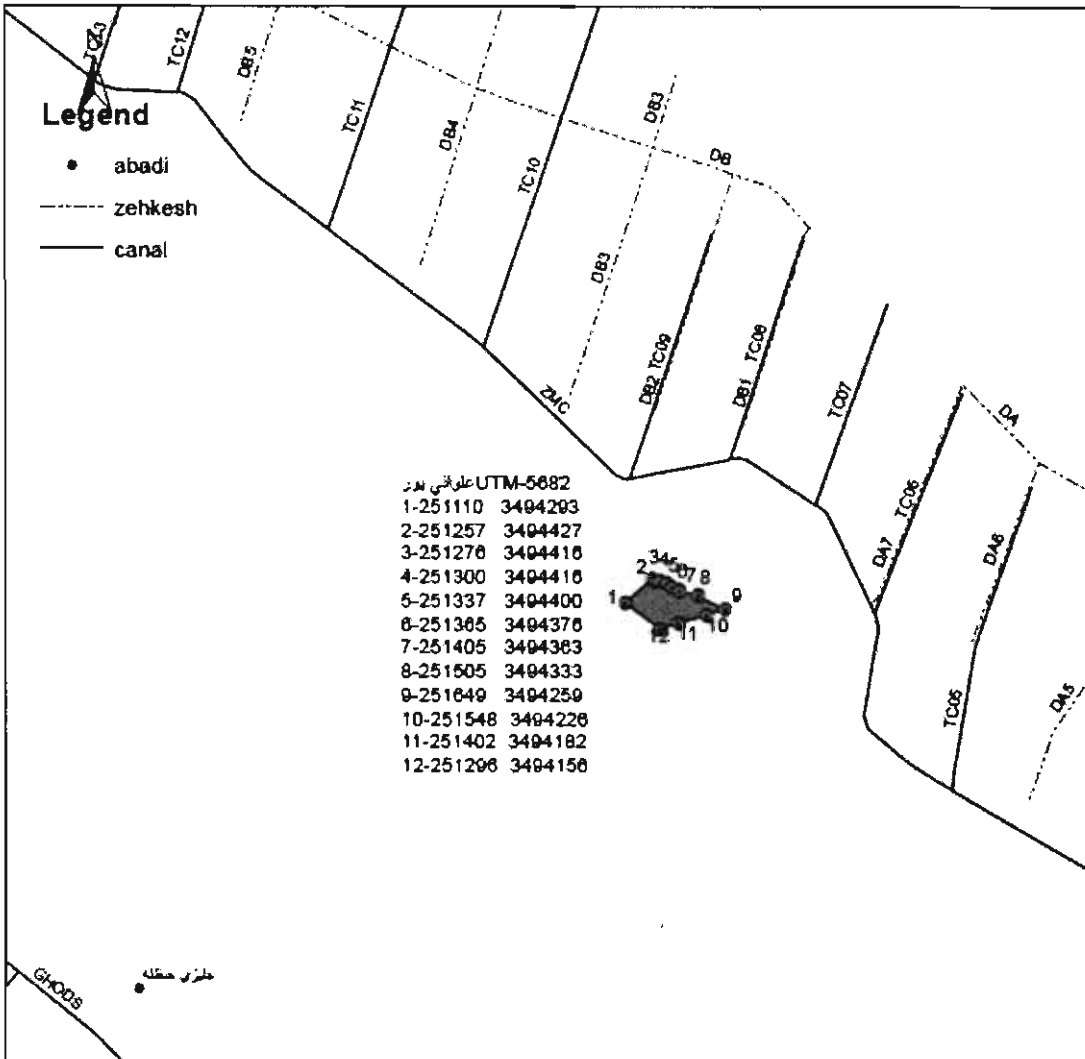 TC12
DB5
TC11
DB4
TC10
DB3
DB
Legend
abadi
zehkesh
canal
DB3
ZMC
DB2 TC09
DB1 TC08
TC07
DA
DA7 TC06
DA6
TC05
DA5
UTM-5682
1-251110 3494293
2-251257 3494427
3-251276 3494416
4-251300 3494416
5-251337 3494400
6-251365 3494376
7-251405 3494363
8-251505 3494333
9-251649 3494259
10-251548 3494226
11-251402 3494182
12-251296 3494156
1
2
3 4 5 6 7 8
9
10
11
12
GHODS